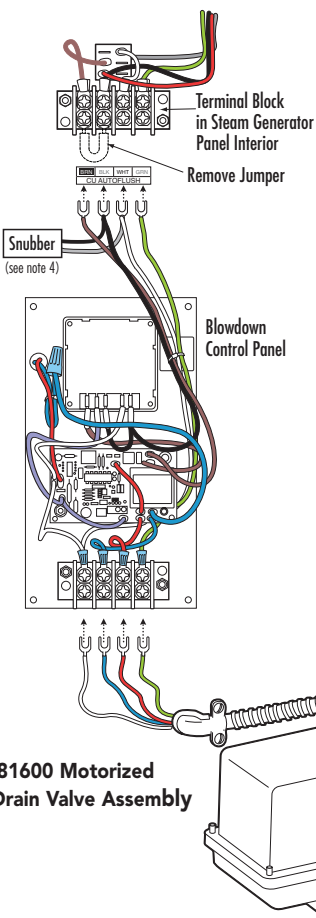 Terminal Block
in Steam Generator
Panel Interior
Remove Jumper
BRN BLK WHT GRN
CU AUTOFLUSH
Snubber
(see note 4)
Blowdown
Control Panel
81600 Motorized
Drain Valve Assembly